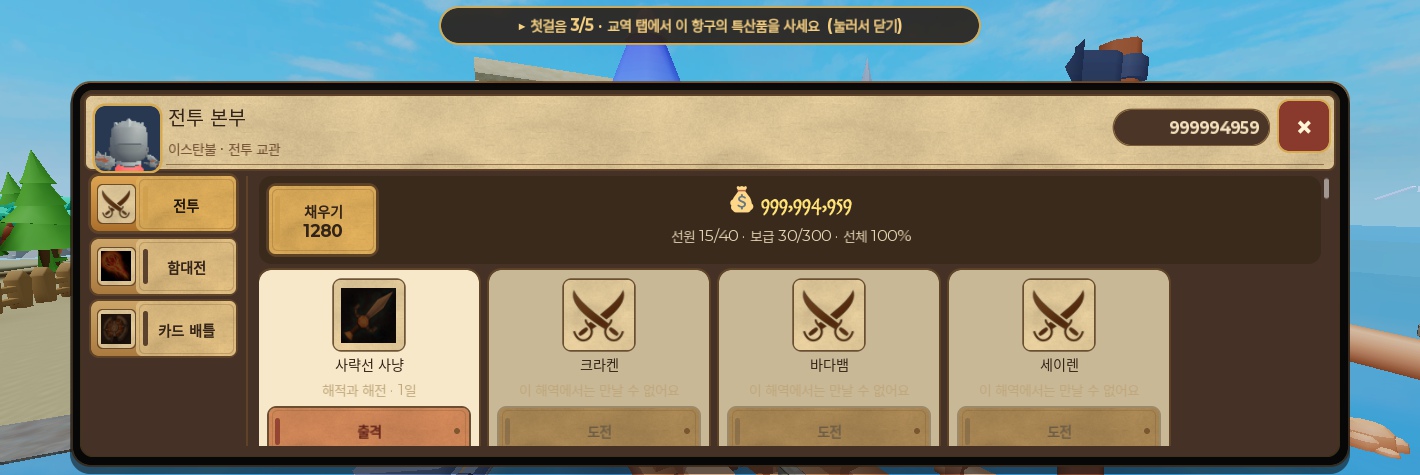 ▸ 첫걸음 3/5 · 교역 탭에서 이 항구의 특산품을 사세요 (눌러서 닫기)
전투 본부
이스탄불 · 전투 교관
999994959
×
전투
함대전
카드 배틀
채우기
1280
999,994,959
선원 15/40 · 보급 30/300 · 선체 100%
사략선 사냥
해적과 해전 · 1일
출격
크라켄
이 해역에서는 만날 수 없어요
도전
바다뱀
이 해역에서는 만날 수 없어요
도전
세이렌
이 해역에서는 만날 수 없어요
도전